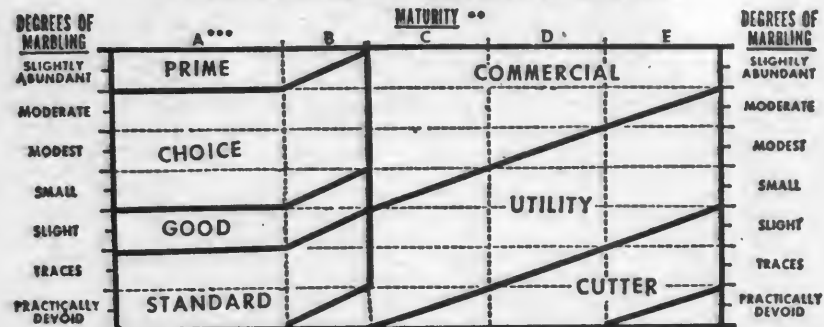 DEGREES OF
MARBLING
MATURITY **
DEGREES OF
MARBLING
A***
B
C
D
E
SLIGHTLY
ABUNDANT
PRIME
COMMERCIAL
SLIGHTLY
ABUNDANT
MODERATE
MODERATE
MODEST
CHOICE
MODEST
SMALL
UTILITY
SMALL
SLIGHT
GOOD
SLIGHT
TRACES
CUTTER
TRACES
PRACTICALLY
DEVOID
STANDARD
PRACTICALLY
DEVOID